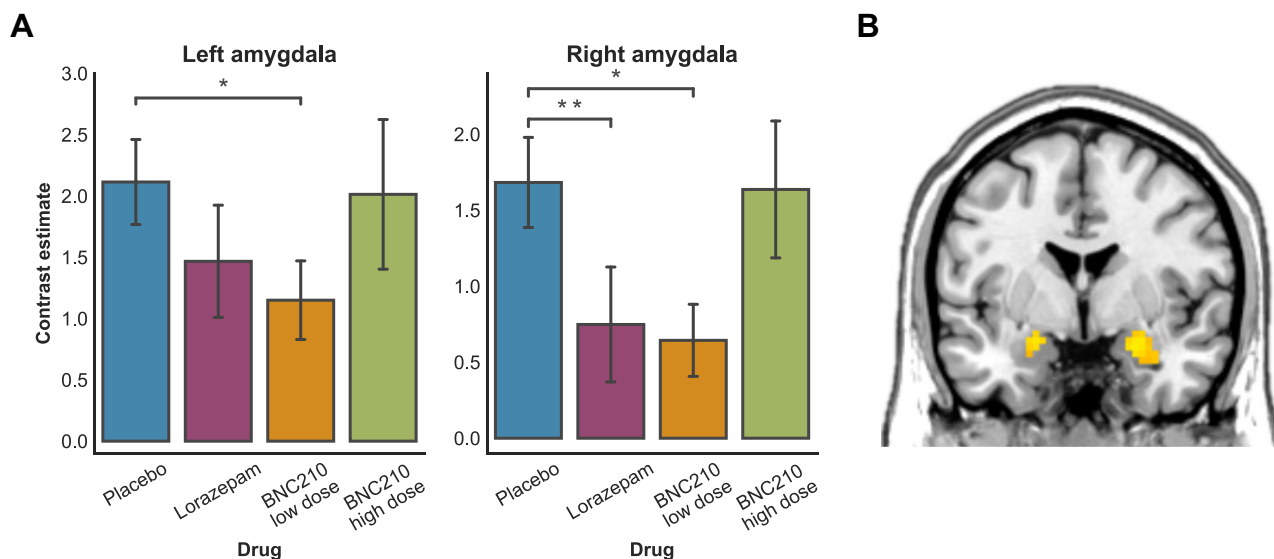 A
B
Left amygdala
Right amygdala
Contrast estimate
3.0
2.5
2.0
1.5
1.0
0.5
0.0
*
2.0
1.5
1.0
0.5
0.0
*
**
Placebo
Lorazepam
BNC210
low dose
BNC210
high dose
Drug
Placebo
Lorazepam
BNC210
low dose
BNC210
high dose
Drug